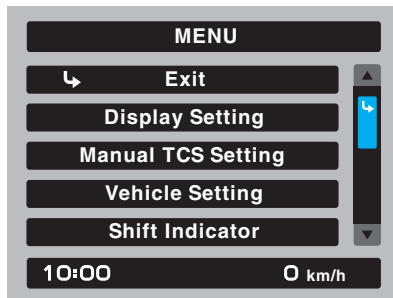 MENU
Exit
Display Setting
Manual TCS Setting
Vehicle Setting
Shift Indicator
10:00 0 km/h